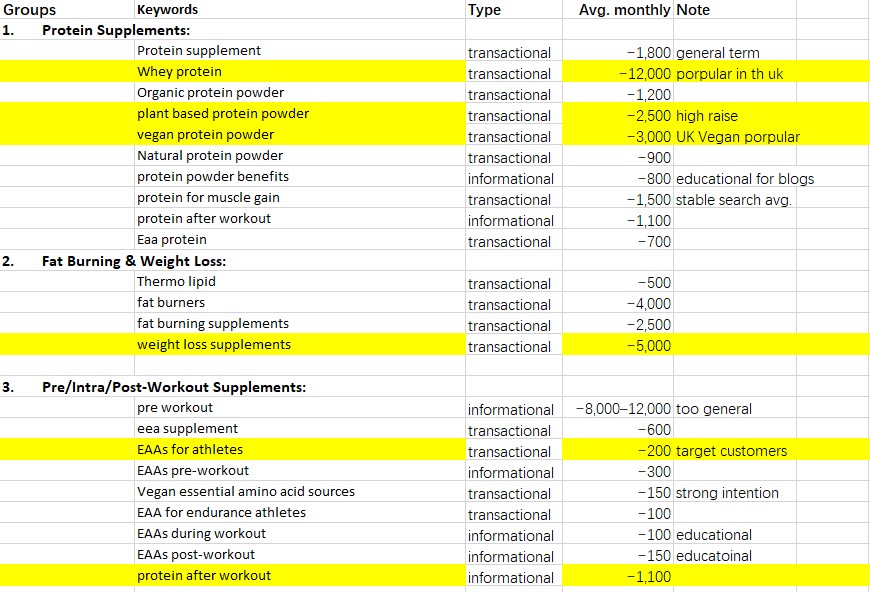 Groups Keywords Type Avg. monthly Note
1. Protein Supplements:
Protein supplement transactional ~1,800 general term
Whey protein transactional ~12,000 porpular in th uk
Organic protein powder transactional ~1,200
plant based protein powder transactional ~2,500 high raise
vegan protein powder transactional ~3,000 UK Vegan porpular
Natural protein powder transactional ~900
protein powder benefits informational ~800 educational for blogs
protein for muscle gain transactional ~1,500 stable search avg.
protein after workout informational ~1,100
Eaa protein transactional ~700
2. Fat Burning & Weight Loss:
Thermo lipid transactional ~500
fat burners transactional ~4,000
fat burning supplements transactional ~2,500
weight loss supplements transactional ~5,000
3. Pre/Intra/Post-Workout Supplements:
pre workout informational ~8,000–12,000 too general
eea supplement transactional ~600
EAAs for athletes transactional ~200 target customers
EAAs pre-workout informational ~300
Vegan essential amino acid sources transactional ~150 strong intention
EAA for endurance athletes transactional ~100
EAAs during workout informational ~100 educational
EAAs post-workout informational ~150 educatoinal
protein after workout informational ~1,100